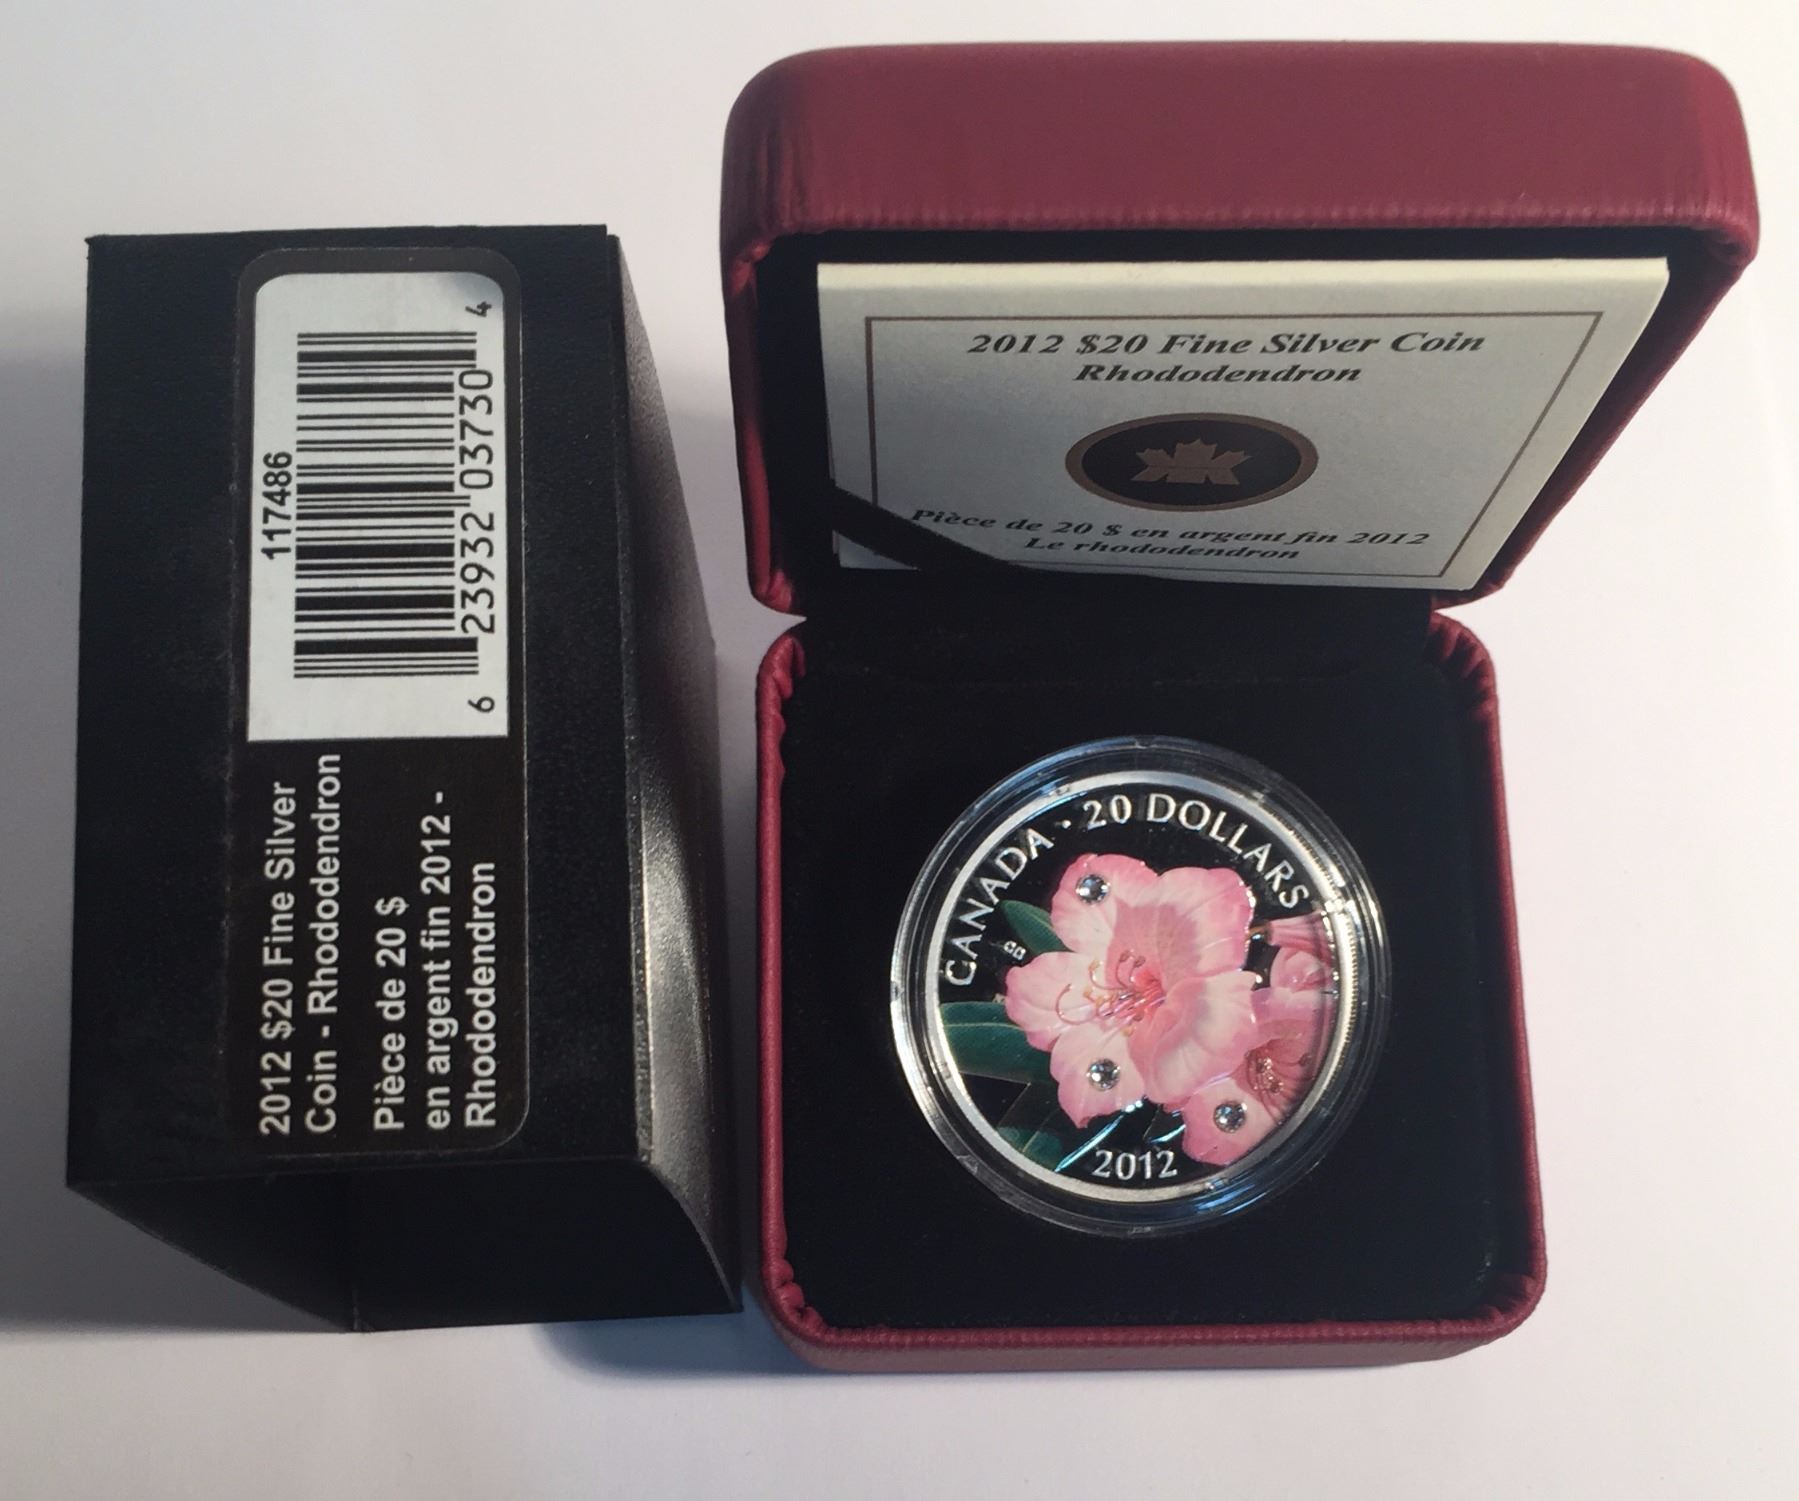 117486
6 23932 03730 4
2012 $20 Fine Silver
Coin - Rhododendron
Pièce de 20 $
en argent fin 2012 -
Rhododendron
2012 $20 Fine Silver Coin
Rhododendron
Pièce de 20 $ en argent fin 2012
Le rhododendron
CANADA · 20 DOLLARS
2012